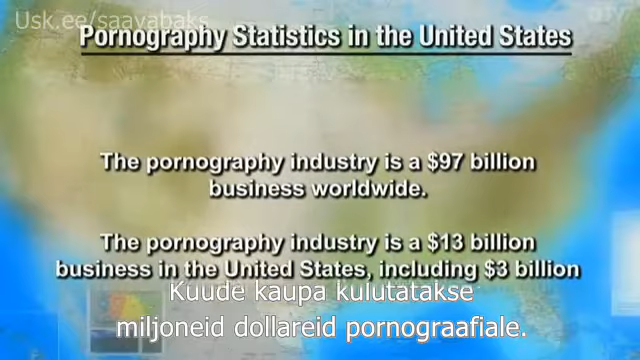 Usk.ee/saavabaks
Pornography Statistics in the United States
The pornography industry is a $97 billion
business worldwide.
The pornography industry is a $13 billion
business in the United States, including $3 billion
Kuude kaupa kulutatakse
miljoneid dollareid pornograafiale.